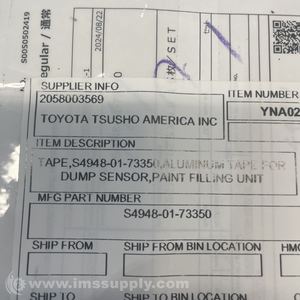 S00S0502419
egular / 通常
2024/08/22
SET
SUPPLIER INFO
2058003569
ITEM NUMBER
TOYOTA TSUSHO AMERICA INC
YNA02
ITEM DESCRIPTION
TAPE,S4948-01-73350,ALUMINUM TAPE FOR
DUMP SENSOR,PAINT FILLING UNIT
MFG PART NUMBER
S4948-01-73350
SHIP FROM
SHIP FROM BIN LOCATION
HMC
SHIP TO
SHIP TO BIN LOCATION
© www.imssupply.com